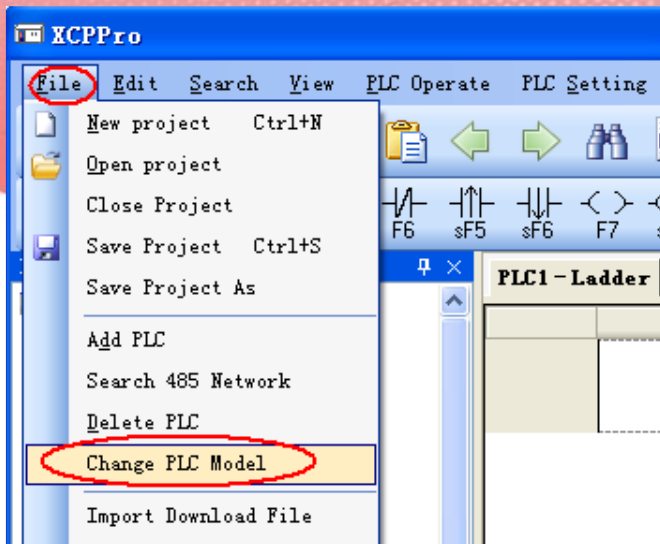 XCPPro
File Edit Search View PLC Operate PLC Setting
New project Ctrl+N
Open project
Close Project
Save Project Ctrl+S
Save Project As
Add PLC
Search 485 Network
Delete PLC
Change PLC Model
Import Download File
F6 sF5 sF6 F7
PLC1-Ladder